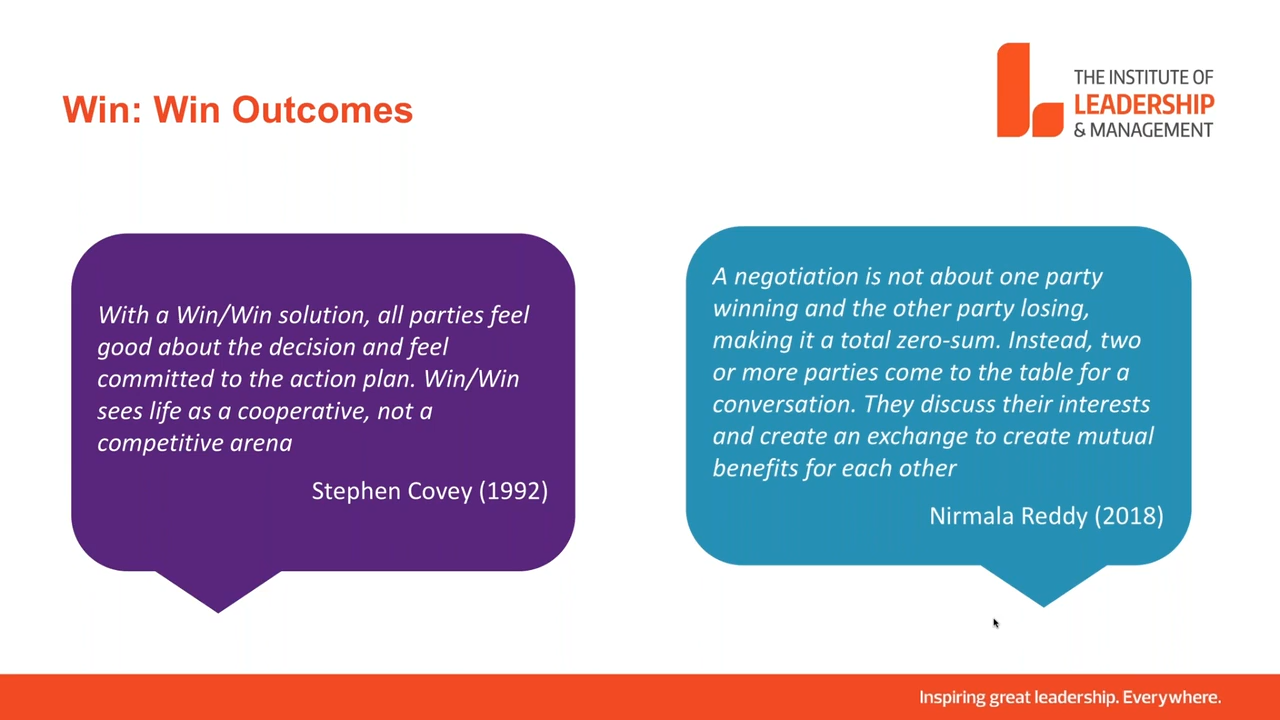 Win: Win Outcomes
THE INSTITUTE OF
LEADERSHIP
& MANAGEMENT
With a Win/Win solution, all parties feel
good about the decision and feel
committed to the action plan. Win/Win
sees life as a cooperative, not a
competitive arena
Stephen Covey (1992)
A negotiation is not about one party
winning and the other party losing,
making it a total zero-sum. Instead, two
or more parties come to the table for a
conversation. They discuss their interests
and create an exchange to create mutual
benefits for each other
Nirmala Reddy (2018)
Inspiring great leadership. Everywhere.